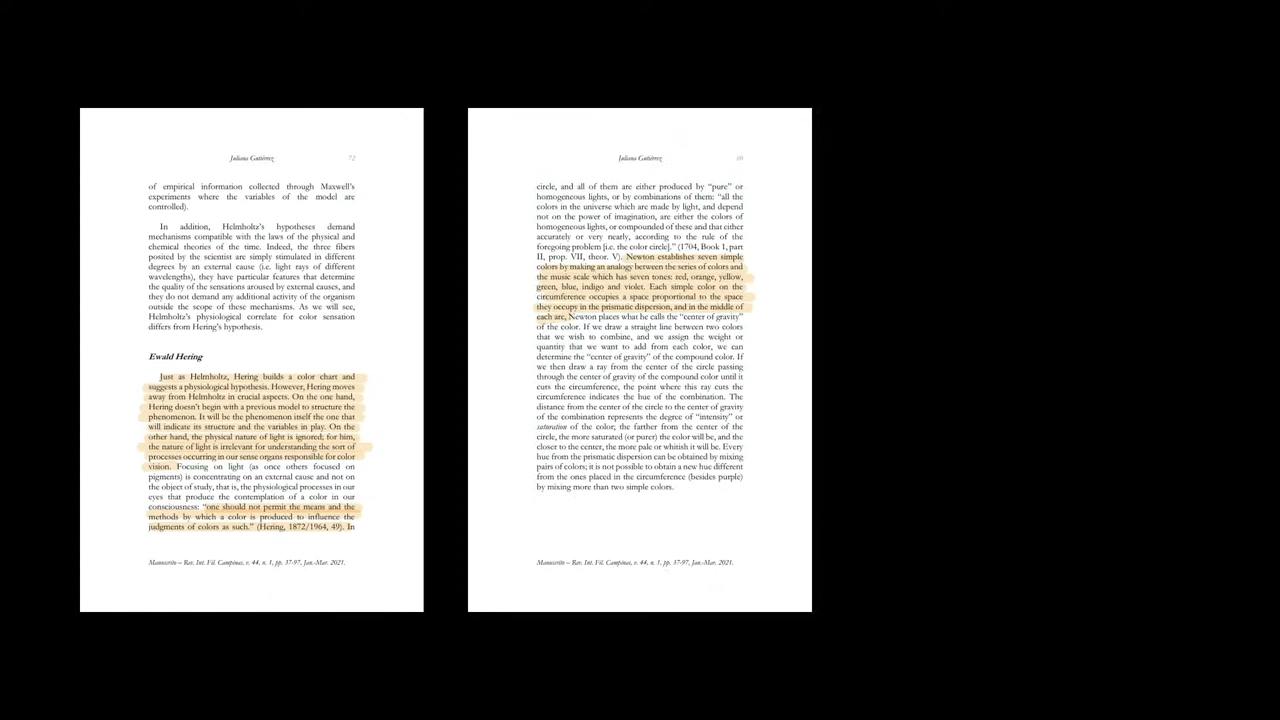 Juliana Gutiérrez 72
of empirical information collected through Maxwell's
experiments where the variables of the model are
controlled).
In addition, Helmholtz's hypotheses demand
mechanisms compatible with the laws of the physical and
chemical theories of the time. Indeed, the three fibers
posited by the scientist are simply stimulated in different
degrees by an external cause (i.e. light rays of different
wavelengths), they have particular features that determine
the quality of the sensations aroused by external causes, and
they do not demand any additional activity of the organism
outside the scope of these mechanisms. As we will see,
Helmholtz's physiological correlate for color sensation
differs from Hering's hypothesis.
Ewald Hering
Just as Helmholtz, Hering builds a color chart and
suggests a physiological hypothesis. However, Hering moves
away from Helmholtz in crucial aspects. On the one hand,
Hering doesn't begin with a previous model to structure the
phenomenon. It will be the phenomenon itself the one that
will indicate its structure and the variables in play. On the
other hand, the physical nature of light is ignored; for him,
the nature of light is irrelevant for understanding the sort of
processes occurring in our sense organs responsible for color
vision. Focusing on light (as once others focused on
pigments) is concentrating on an external cause and not on
the object of study, that is, the physiological processes in our
eyes that produce the contemplation of a color in our
consciousness: “one should not permit the means and the
methods by which a color is produced to influence the
judgments of colors as such.” (Hering, 1872/1964, 49). In
Manuscrito – Rev. Int. Fil. Campinas, v. 44, n. 1, pp. 37-97, Jan.-Mar. 2021.
Juliana Gutiérrez
circle, and all of them are either produced by “pure” or
homogeneous lights, or by combinations of them: “all the
colors in the universe which are made by light, and depend
not on the power of imagination, are either the colors of
homogeneous lights, or compounded of these and that either
accurately or very nearly, according to the rule of the
foregoing problem [i.e. the color circle].” (1704, Book 1, part
II, prop. VII, theor. V). Newton establishes seven simple
colors by making an analogy between the series of colors and
the music scale which has seven tones: red, orange, yellow,
green, blue, indigo and violet. Each simple color on the
circumference occupies a space proportional to the space
they occupy in the prismatic dispersion, and in the middle of
each arc, Newton places what he calls the “center of gravity”
of the color. If we draw a straight line between two colors
that we wish to combine, and we assign the weight or
quantity that we want to add from each color, we can
determine the “center of gravity” of the compound color. If
we then draw a ray from the center of the circle passing
through the center of gravity of the compound color until it
cuts the circumference, the point where this ray cuts the
circumference indicates the hue of the combination. The
distance from the center of the circle to the center of gravity
of the combination represents the degree of “intensity” or
saturation of the color; the farther from the center of the
circle, the more saturated (or purer) the color will be, and the
closer to the center, the more pale or whitish it will be. Every
hue from the prismatic dispersion can be obtained by mixing
pairs of colors; it is not possible to obtain a new hue different
from the ones placed in the circumference (besides purple)
by mixing more than two simple colors.
Manuscrito – Rev. Int. Fil. Campinas, v. 44, n. 1, pp. 37-97, Jan.-Mar. 2021.